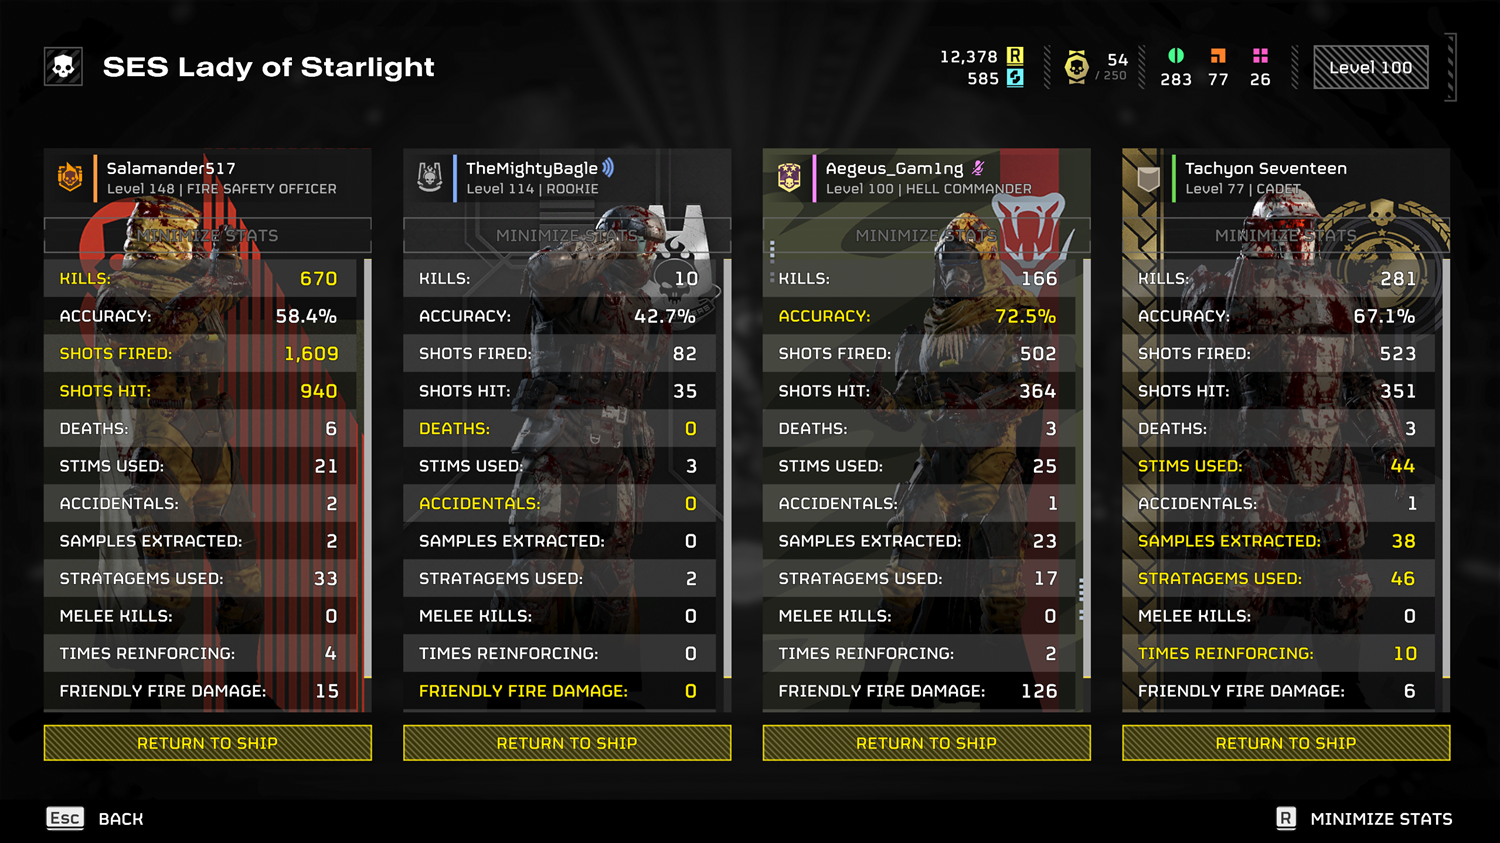 SES Lady of Starlight
12,378 R
585
54
/ 250
283 77 26
Level 100
Salamander517
Level 148 | FIRE SAFETY OFFICER
MINIMIZE STATS
KILLS: 670
ACCURACY: 58.4%
SHOTS FIRED: 1,609
SHOTS HIT: 940
DEATHS: 6
STIMS USED: 21
ACCIDENTALS: 2
SAMPLES EXTRACTED: 2
STRATAGEMS USED: 33
MELEE KILLS: 0
TIMES REINFORCING: 4
FRIENDLY FIRE DAMAGE: 15
RETURN TO SHIP
TheMightyBagle
Level 114 | ROOKIE
MINIMIZE STATS
KILLS: 10
ACCURACY: 42.7%
SHOTS FIRED: 82
SHOTS HIT: 35
DEATHS: 0
STIMS USED: 3
ACCIDENTALS: 0
SAMPLES EXTRACTED: 0
STRATAGEMS USED: 2
MELEE KILLS: 0
TIMES REINFORCING: 0
FRIENDLY FIRE DAMAGE: 0
RETURN TO SHIP
Aegeus_Gam1ng
Level 100 | HELL COMMANDER
MINIMIZE STATS
KILLS: 166
ACCURACY: 72.5%
SHOTS FIRED: 502
SHOTS HIT: 364
DEATHS: 3
STIMS USED: 25
ACCIDENTALS: 1
SAMPLES EXTRACTED: 23
STRATAGEMS USED: 17
MELEE KILLS: 0
TIMES REINFORCING: 2
FRIENDLY FIRE DAMAGE: 126
RETURN TO SHIP
Tachyon Seventeen
Level 77 | CADET
MINIMIZE STATS
KILLS: 281
ACCURACY: 67.1%
SHOTS FIRED: 523
SHOTS HIT: 351
DEATHS: 3
STIMS USED: 44
ACCIDENTALS: 1
SAMPLES EXTRACTED: 38
STRATAGEMS USED: 46
MELEE KILLS: 0
TIMES REINFORCING: 10
FRIENDLY FIRE DAMAGE: 6
RETURN TO SHIP
Esc BACK
R MINIMIZE STATS